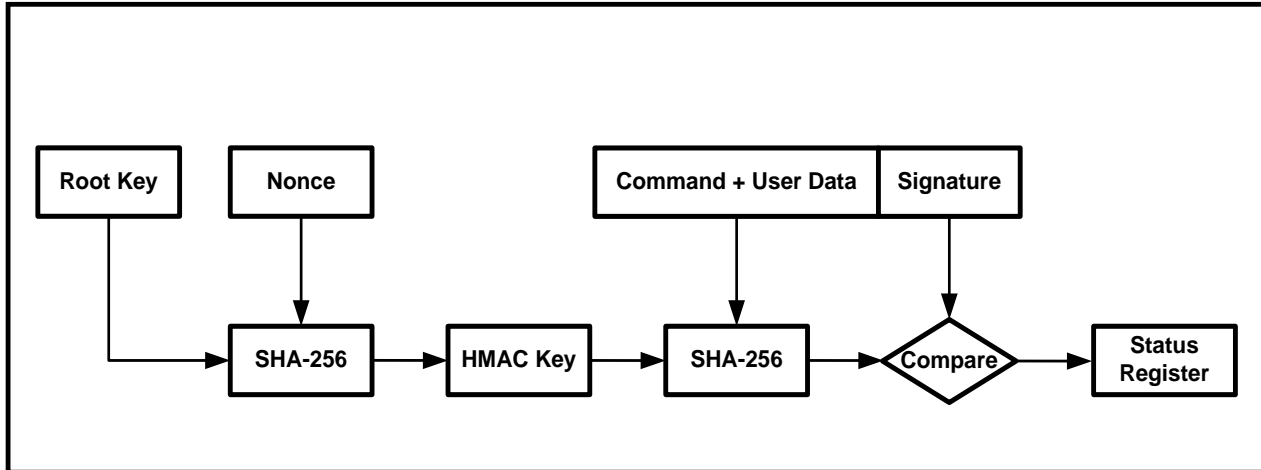 Root Key
Nonce
Command + User Data
Signature
SHA-256
HMAC Key
SHA-256
Compare
Status
Register